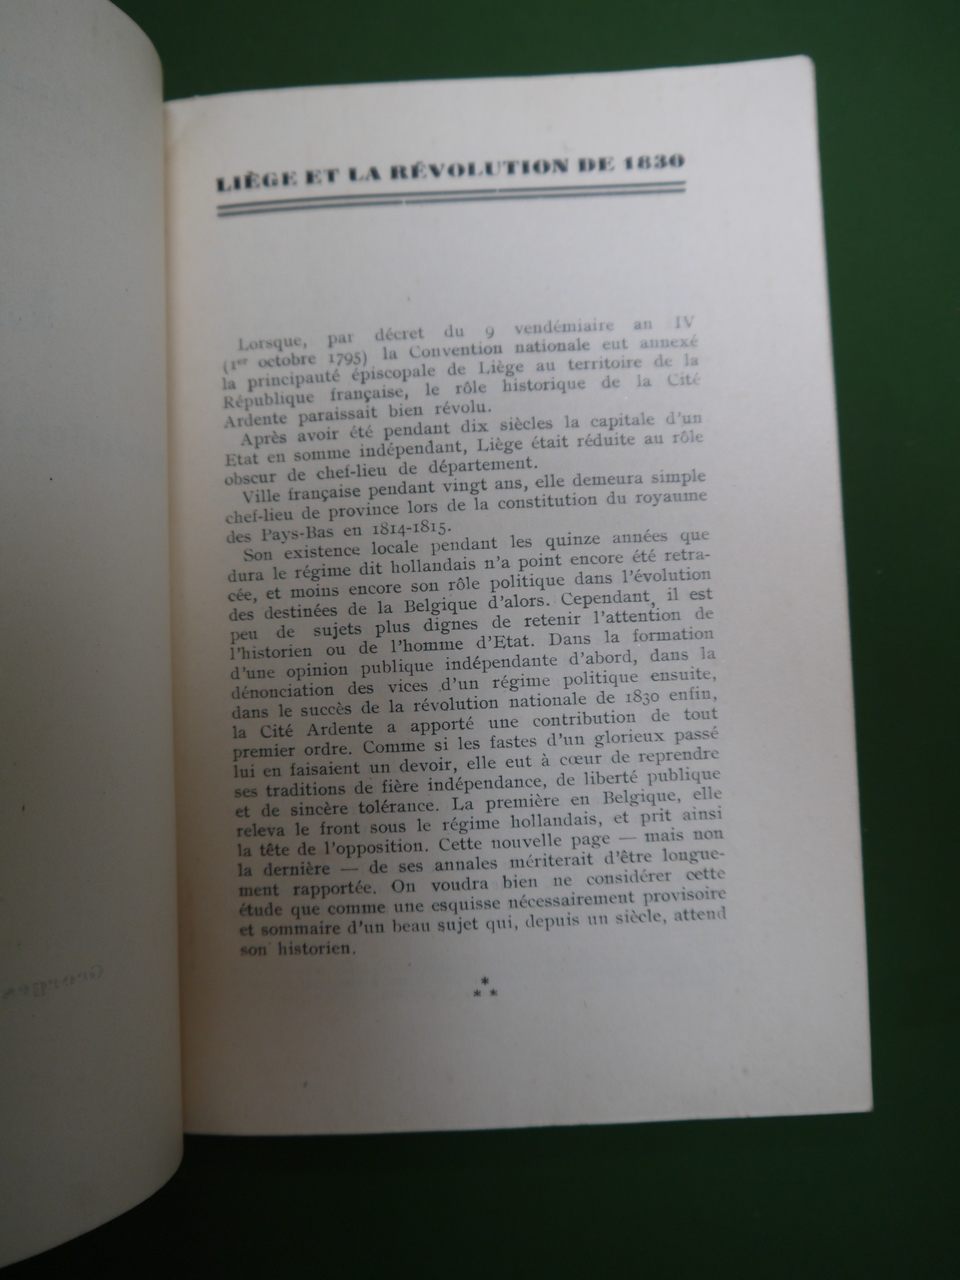 LIÈGE ET LA RÉVOLUTION DE 1830
Lorsque, par décret du 9 vendémiaire an IV
(1er octobre 1795) la Convention nationale eut annexé
la principauté épiscopale de Liège au territoire de la
République française, le rôle historique de la Cité
Ardente paraissait bien révolu.
Après avoir été pendant dix siècles la capitale d'un
Etat en somme indépendant, Liège était réduite au rôle
obscur de chef-lieu de département.
Ville française pendant vingt ans, elle demeura simple
chef-lieu de province lors de la constitution du royaume
des Pays-Bas en 1814-1815.
Son existence locale pendant les quinze années que
dura le régime dit hollandais n'a point encore été retra-
cée, et moins encore son rôle politique dans l'évolution
des destinées de la Belgique d'alors. Cependant, il est
peu de sujets plus dignes de retenir l'attention de
l'historien ou de l'homme d'Etat. Dans la formation
d'une opinion publique indépendante d'abord, dans la
dénonciation des vices d'un régime politique ensuite,
dans le succès de la révolution nationale de 1830 enfin,
la Cité Ardente a apporté une contribution de tout
premier ordre. Comme si les fastes d'un glorieux passé
lui en faisaient un devoir, elle eut à cœur de reprendre
ses traditions de fière indépendance, de liberté publique
et de sincère tolérance. La première en Belgique, elle
releva le front sous le régime hollandais, et prit ainsi
la tête de l'opposition. Cette nouvelle page — mais non
la dernière — de ses annales mériterait d'être longue-
ment rapportée. On voudra bien ne considérer cette
étude que comme une esquisse nécessairement provisoire
et sommaire d'un beau sujet qui, depuis un siècle, attend
son historien.
*
* *